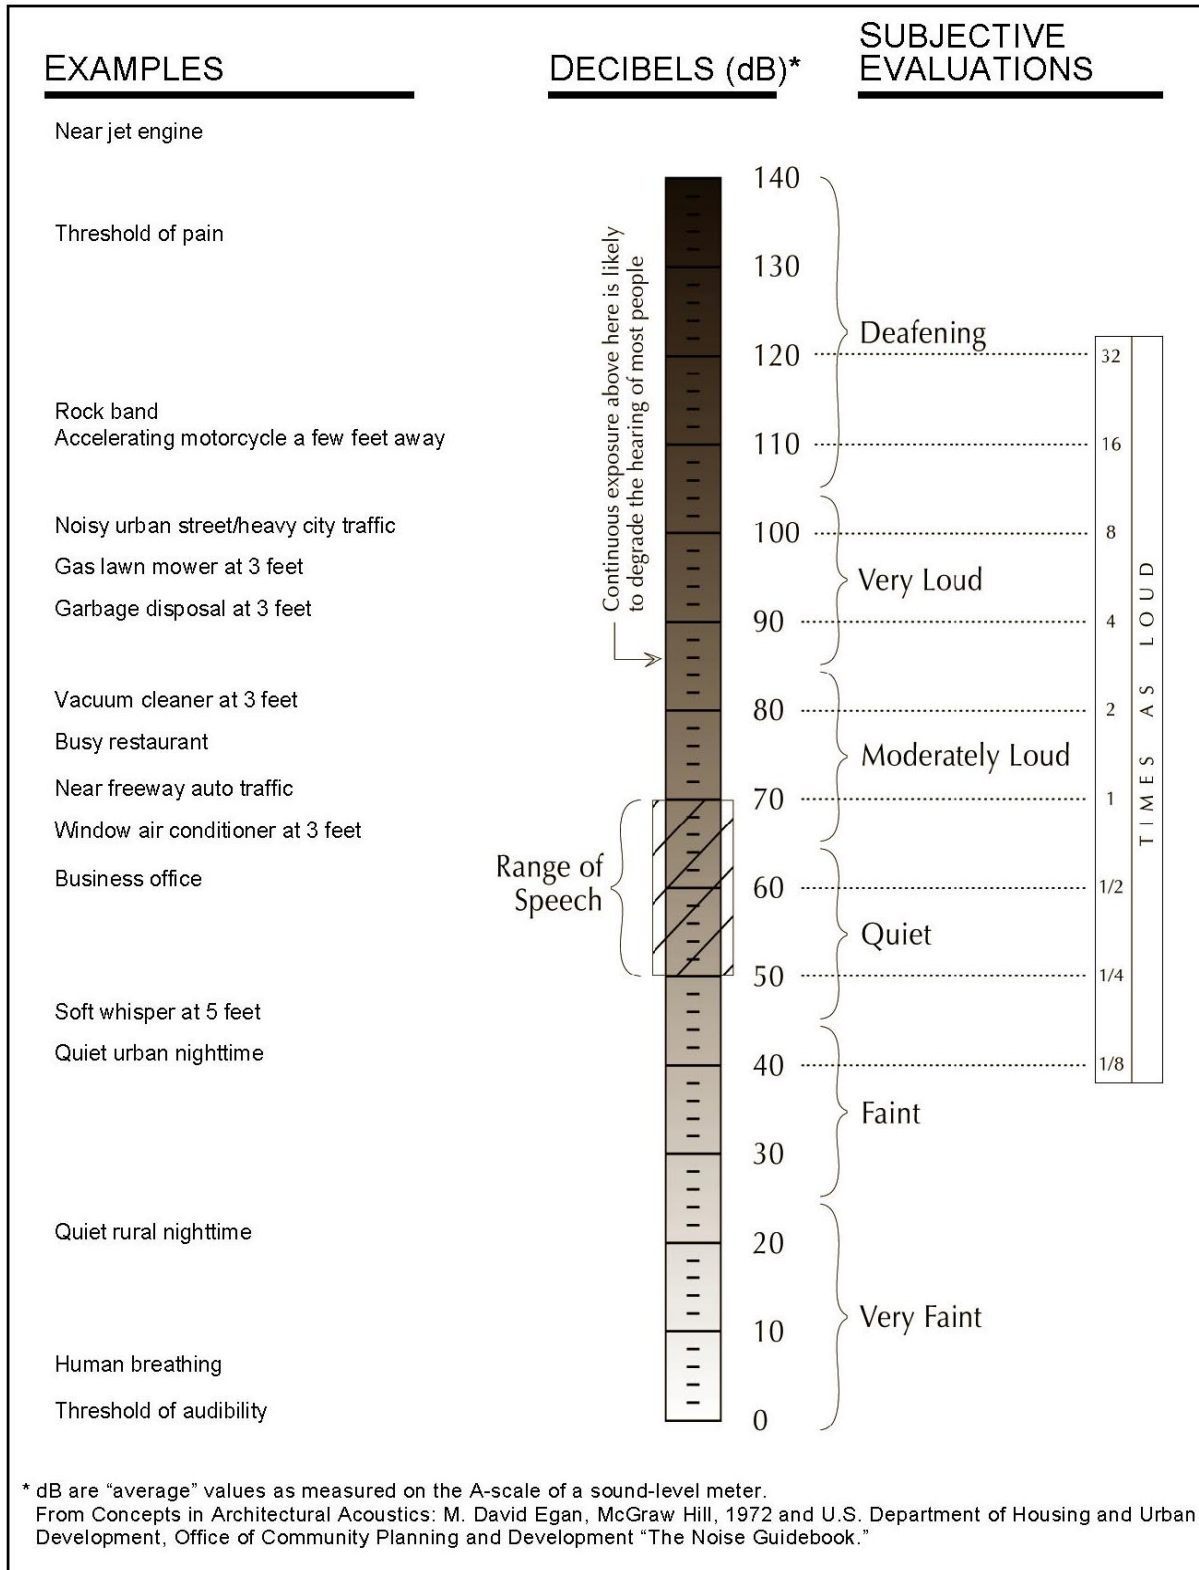 EXAMPLES
DECIBELS (dB)*
SUBJECTIVE
EVALUATIONS
Near jet engine
Threshold of pain
Rock band
Accelerating motorcycle a few feet away
Noisy urban street/heavy city traffic
Gas lawn mower at 3 feet
Garbage disposal at 3 feet
Vacuum cleaner at 3 feet
Busy restaurant
Near freeway auto traffic
Window air conditioner at 3 feet
Business office
Soft whisper at 5 feet
Quiet urban nighttime
Quiet rural nighttime
Human breathing
Threshold of audibility
Continuous exposure above here is likely
to degrade the hearing of most people
Range of
Speech
140
130
120
110
100
90
80
70
60
50
40
30
20
10
0
Deafening
Very Loud
Moderately Loud
Quiet
Faint
Very Faint
32
16
8
4
2
1
1/2
1/4
1/8
TIMES AS LOUD
* dB are “average” values as measured on the A-scale of a sound-level meter.
From Concepts in Architectural Acoustics: M. David Egan, McGraw Hill, 1972 and U.S. Department of Housing and Urban
Development, Office of Community Planning and Development “The Noise Guidebook.”